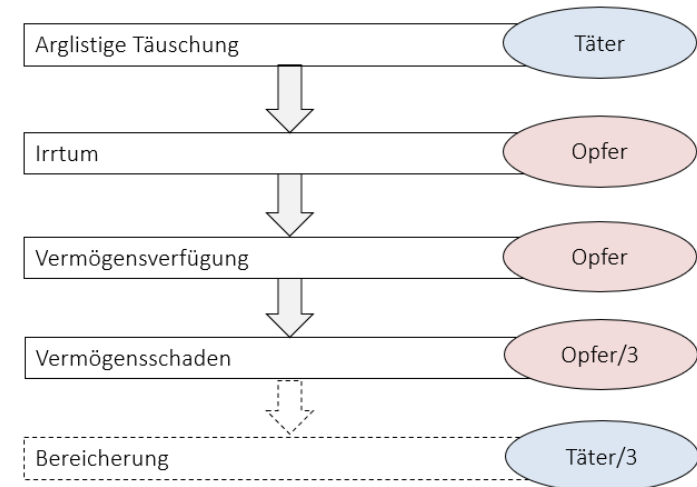 Arglistige Täuschung Täter
Irrtum Opfer
Vermögensverfügung Opfer
Vermögensschaden Opfer/3
Bereicherung Täter/3